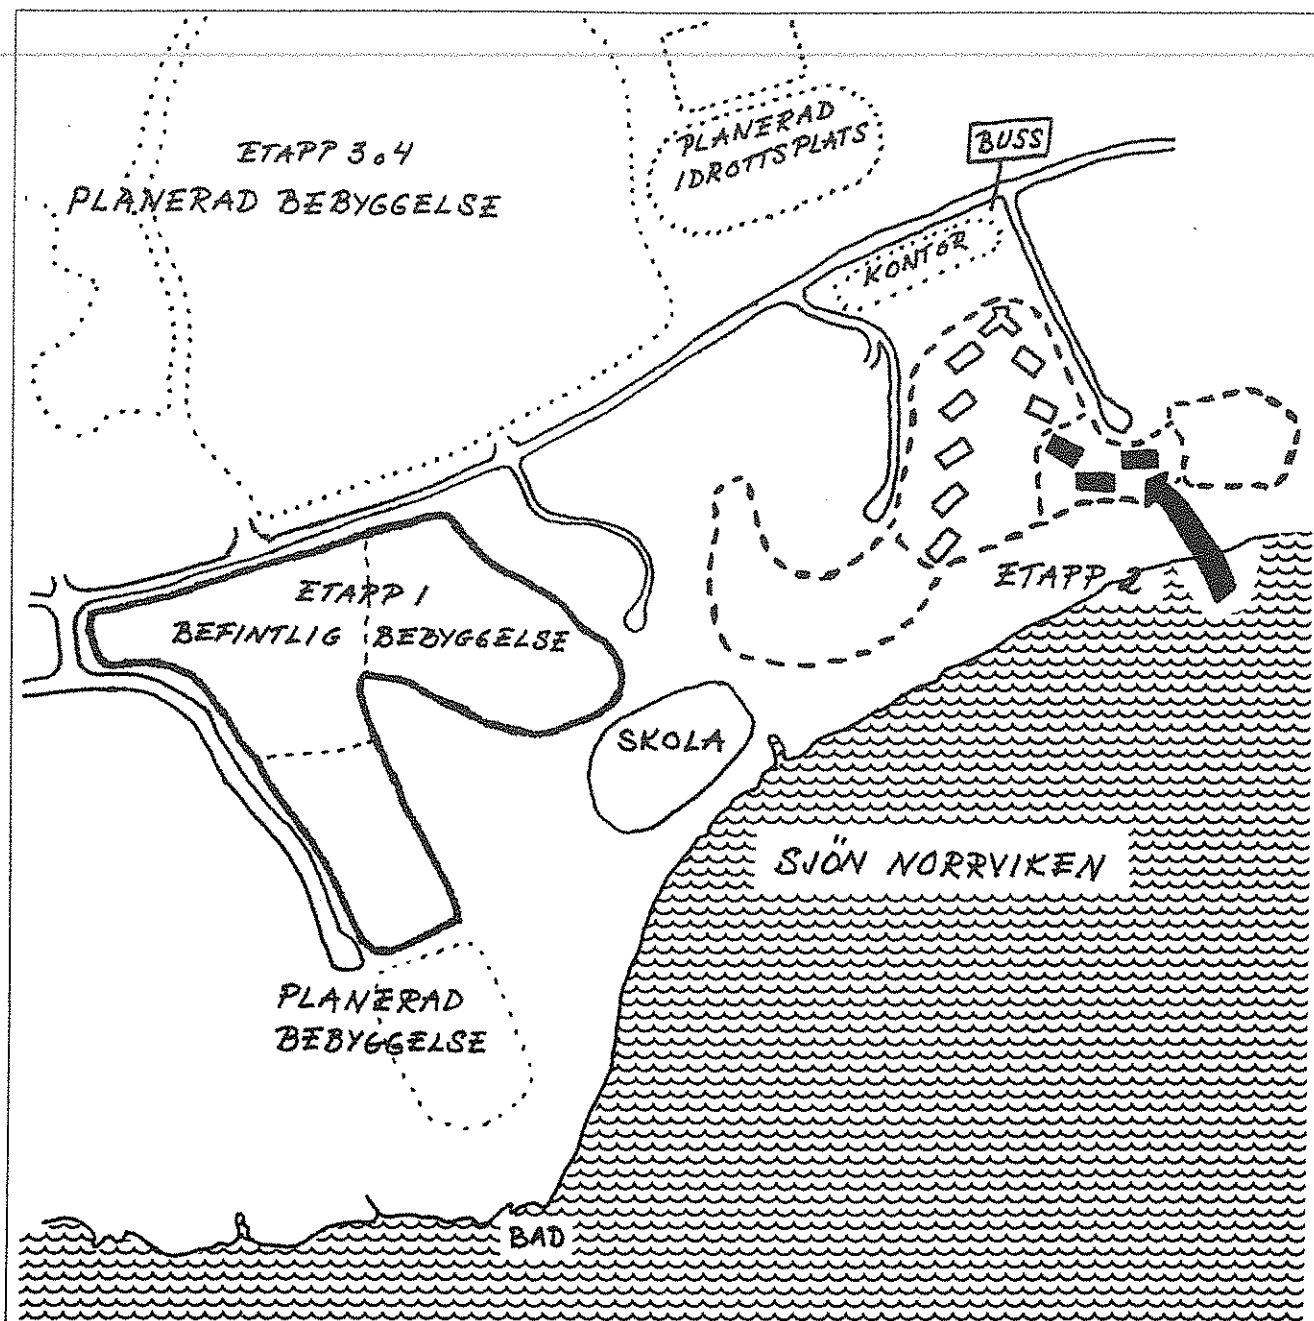 ETAPP 3.4
PLANERAD BEBYGGELSE
PLANERAD
IDROTTSPLATS
BUSS
KONTOR
ETAPP 1
BEFINTLIG BEBYGGELSE
ETAPP 2
SKOLA
SJÖN NORRVIKEN
PLANERAD
BEBYGGELSE
BAD